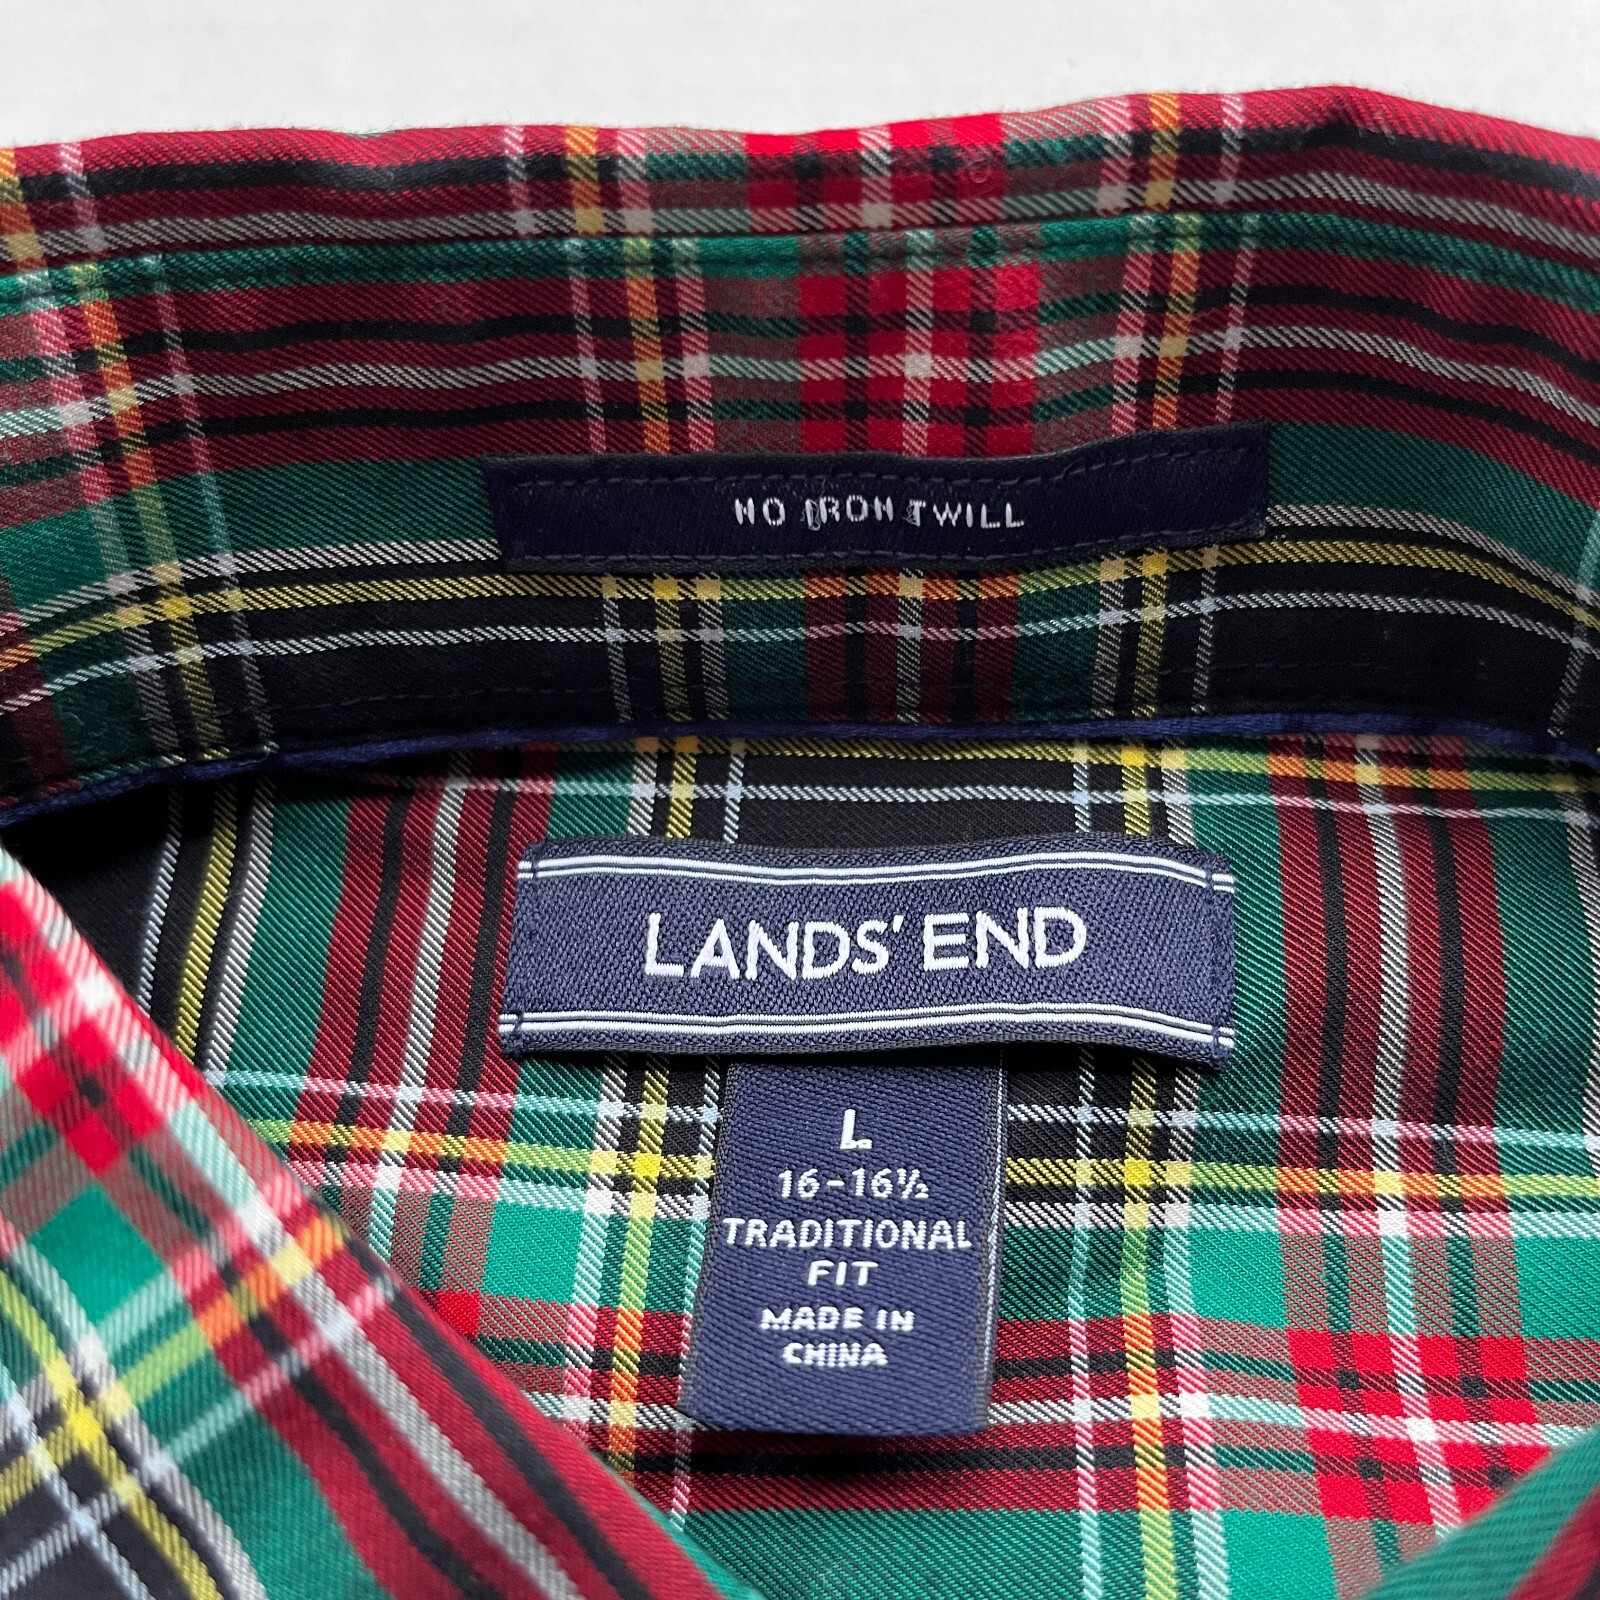 NO IRON TWILL
LANDS' END
L
16-16½
TRADITIONAL
FIT
MADE IN
CHINA